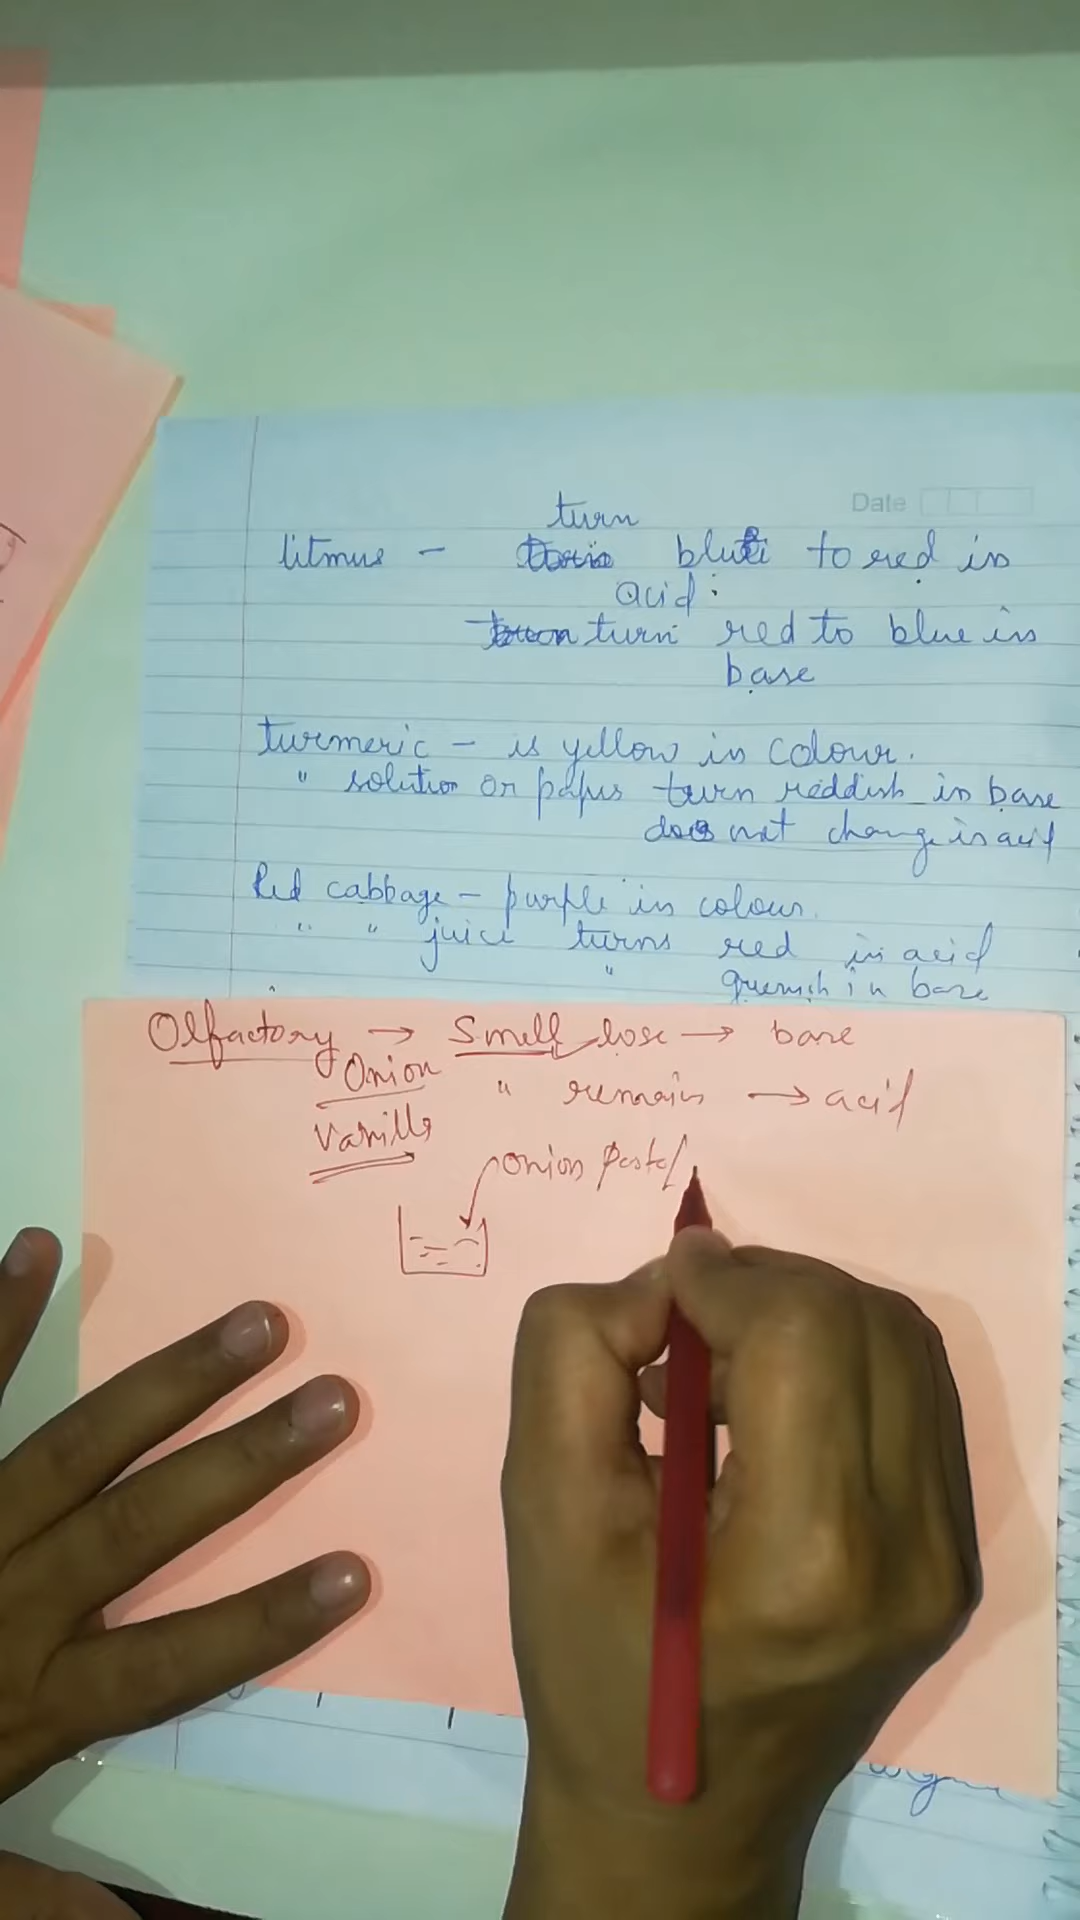 Date
turn
litmus - blue to red in
acid.
turn red to blue in
base
turmeric - is yellow in colour.
" solution or paper turn reddish in base
does not change in acid
Red cabbage - purple in colour.
" " juice turns red in acid
" greenish in base
Olfactory → Smell lose → base
Onion " remain → acid
Vanilla
onion paste/